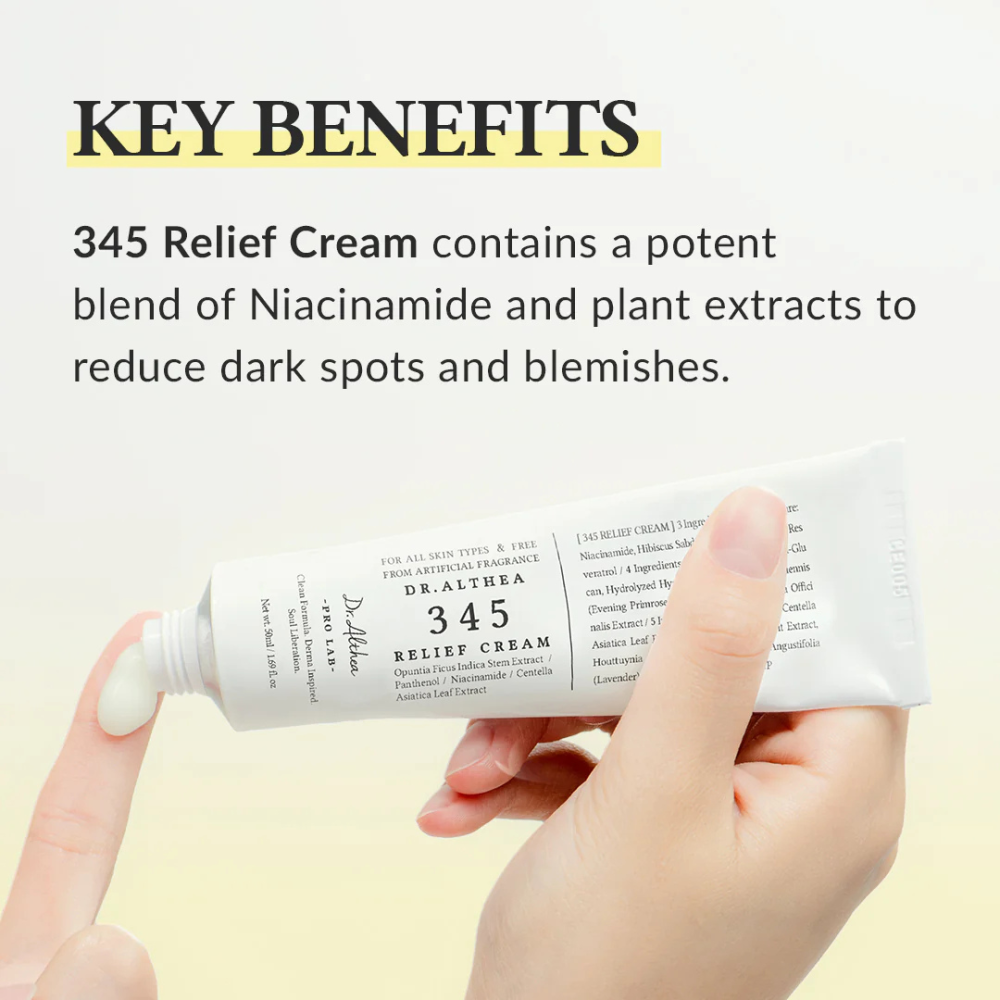 KEY BENEFITS
345 Relief Cream contains a potent
blend of Niacinamide and plant extracts to
reduce dark spots and blemishes.
Net wt. 50ml / 1.69 fl. oz
Clean Formula. Derma Inspired.
Soul Liberation.
-PRO LAB-
Dr. Althea
FOR ALL SKIN TYPES & FREE
FROM ARTIFICIAL FRAGRANCE
DR.ALTHEA
345
RELIEF CREAM
Opuntia Ficus Indica Stem Extract /
Panthenol / Niacinamide / Centella
Asiatica Leaf Extract
[ 345 RELIEF CREAM ] 3
Niacinamide, Hibiscus
veratrol / 4 Ingredients
can, Hydrolyzed
(Evening Primrose
nalis Extract / 5 Centella
Asiatica Leaf Extract,
Houttuynia Angustifolia
(Lavender)